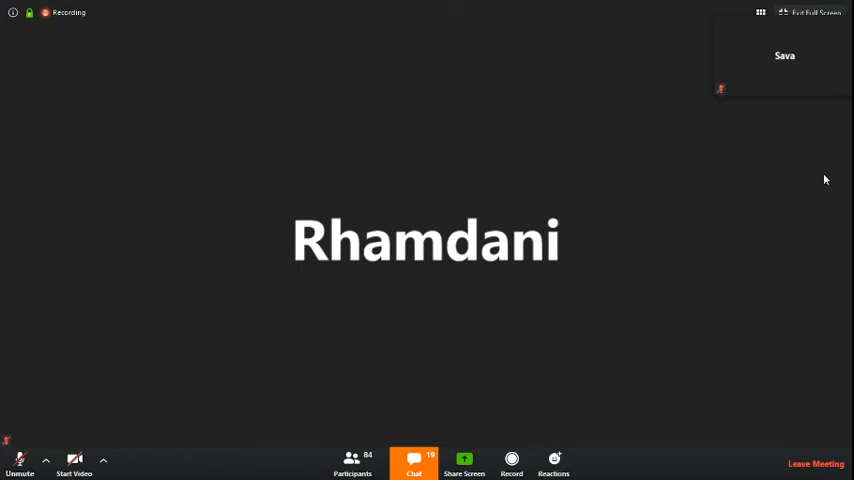 Recording
Exit Full Screen
Sava
Rhamdani
Unmute
Start Video
84
Participants
19
Chat
Share Screen
Record
Reactions
Leave Meeting